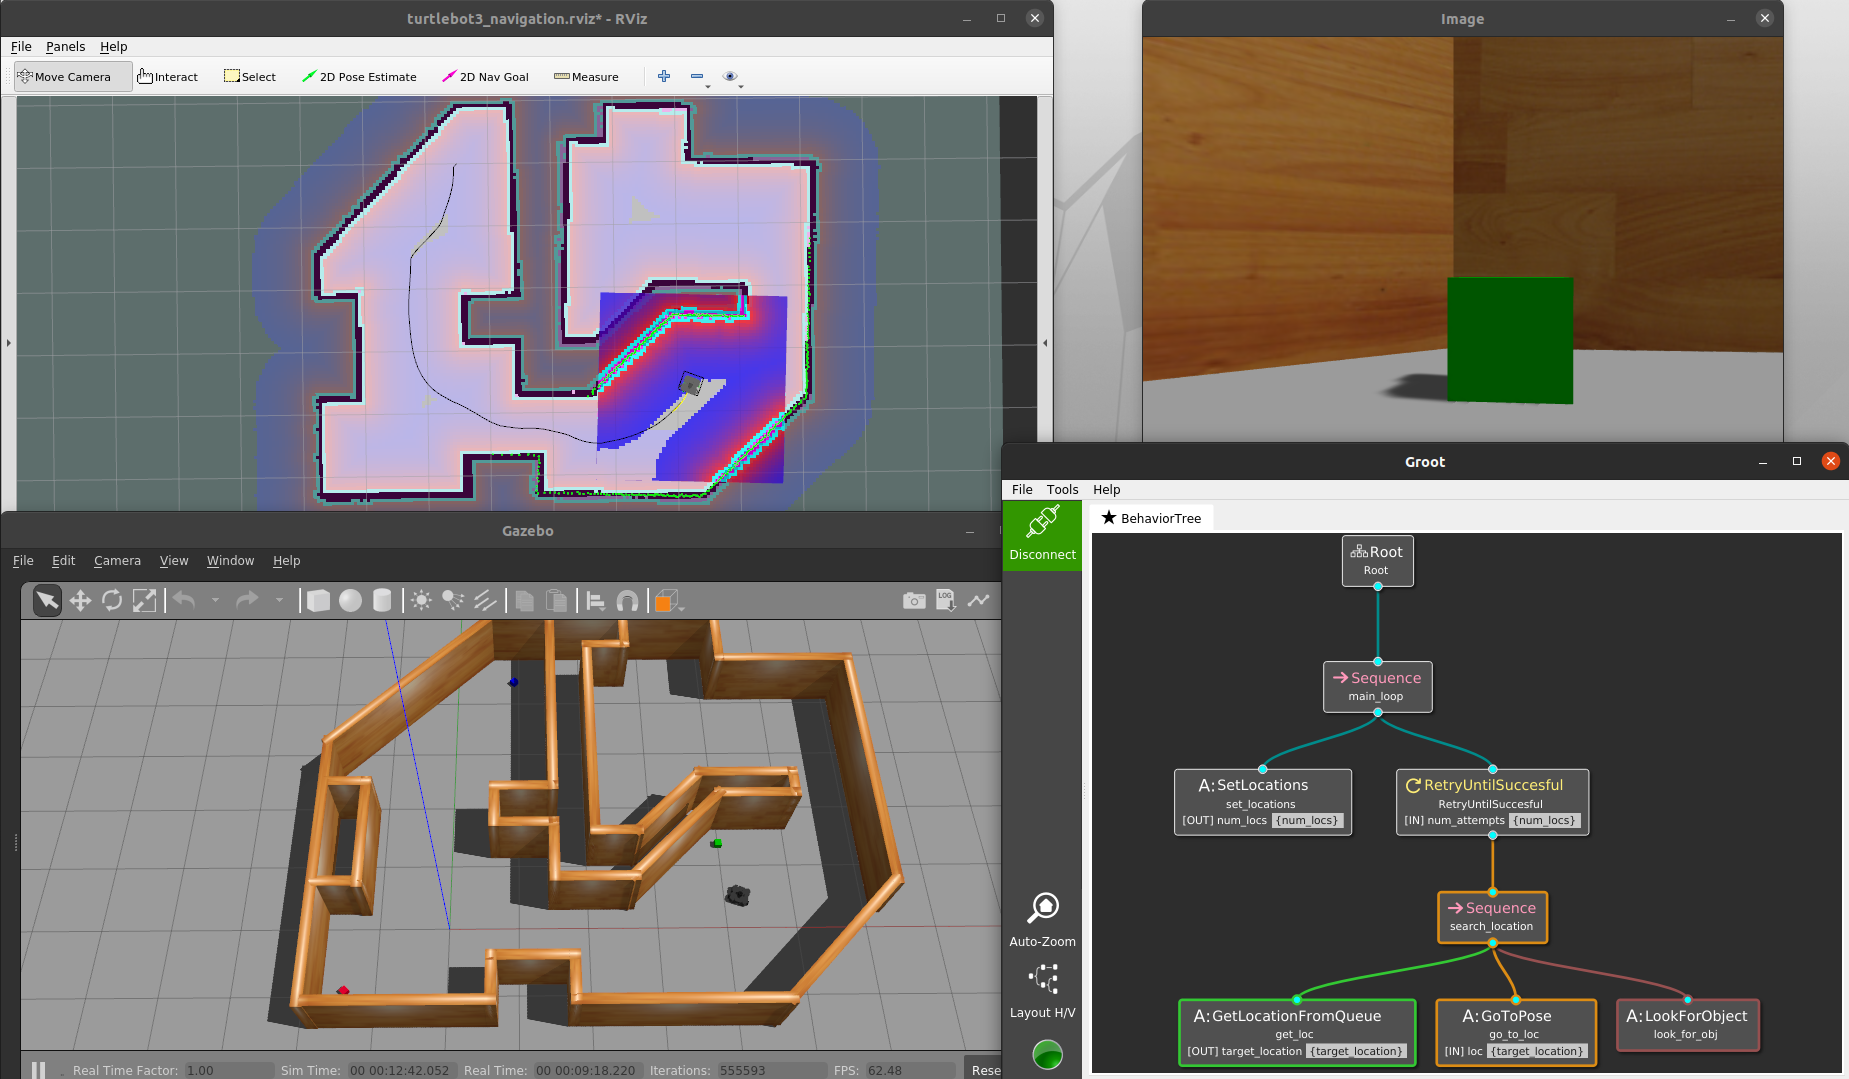 turtlebot3_navigation.rviz* - RViz
File Panels Help
Move Camera Interact Select 2D Pose Estimate 2D Nav Goal Measure
Image
Gazebo
File Edit Camera View Window Help
LOG
Real Time Factor: 1.00 Sim Time: 00 00:12:42.052 Real Time: 00 00:09:18.220 Iterations: 555593 FPS: 62.48 Rese
Groot
File Tools Help
Disconnect
BehaviorTree
Root
Root
Sequence
main_loop
A:SetLocations
set_locations
[OUT] num_locs {num_locs}
RetryUntilSuccesful
RetryUntilSuccesful
[IN] num_attempts {num_locs}
Sequence
search_location
A:GetLocationFromQueue
get_loc
[OUT] target_location {target_location}
A:GoToPose
go_to_loc
[IN] loc {target_location}
A:LookForObject
look_for_obj
Auto-Zoom
Layout H/V